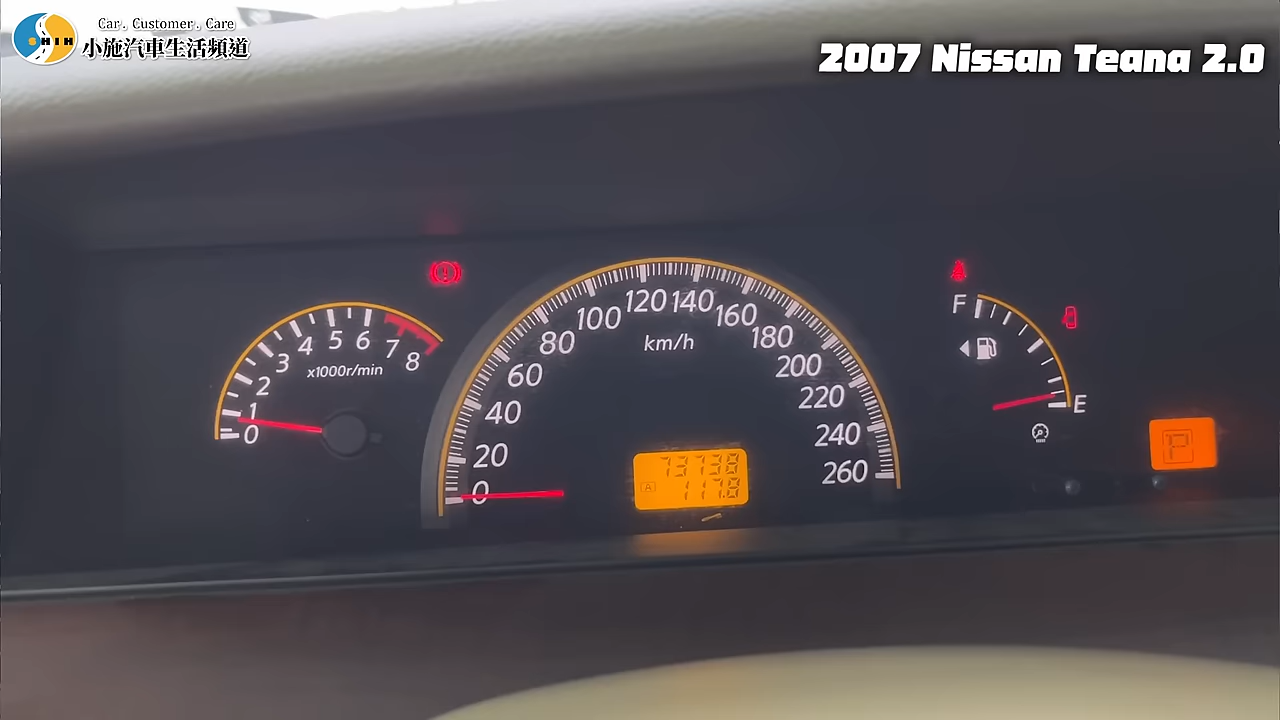 Car . Customer . Care
SHIH
小施汽車生活頻道
2007 Nissan Teana 2.0
0
1
2
3
4
5
6
7
8
x1000r/min
0
20
40
60
80
100
120
140
160
180
200
220
240
260
km/h
73738
A
117.8
F
E
P